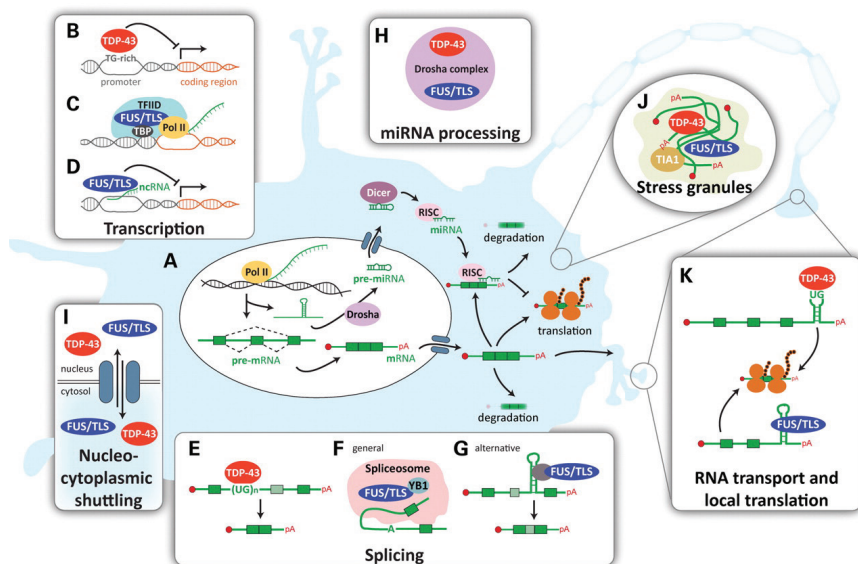 B
TDP-43
TG-rich
promoter
coding region
C
TFIID
FUS/TLS
TBP
Pol II
D
FUS/TLS
ncRNA
Transcription
H
TDP-43
Drosha complex
FUS/TLS
miRNA processing
J
pA
TDP-43
pA
FUS/TLS
TIA1
pA
Stress granules
A
Pol II
pre-miRNA
Drosha
pre-mRNA
pA
mRNA
Dicer
RISC
miRNA
RISC
pA
degradation
pA
translation
pA
degradation
I
FUS/TLS
TDP-43
nucleus
cytosol
FUS/TLS
TDP-43
Nucleo-
cytoplasmic
shuttling
E
TDP-43
(UG)n
pA
pA
F
general
Spliceosome
FUS/TLS
YB1
A
G
alternative
FUS/TLS
pA
pA
Splicing
K
TDP-43
UG
pA
pA
FUS/TLS
pA
RNA transport and
local translation